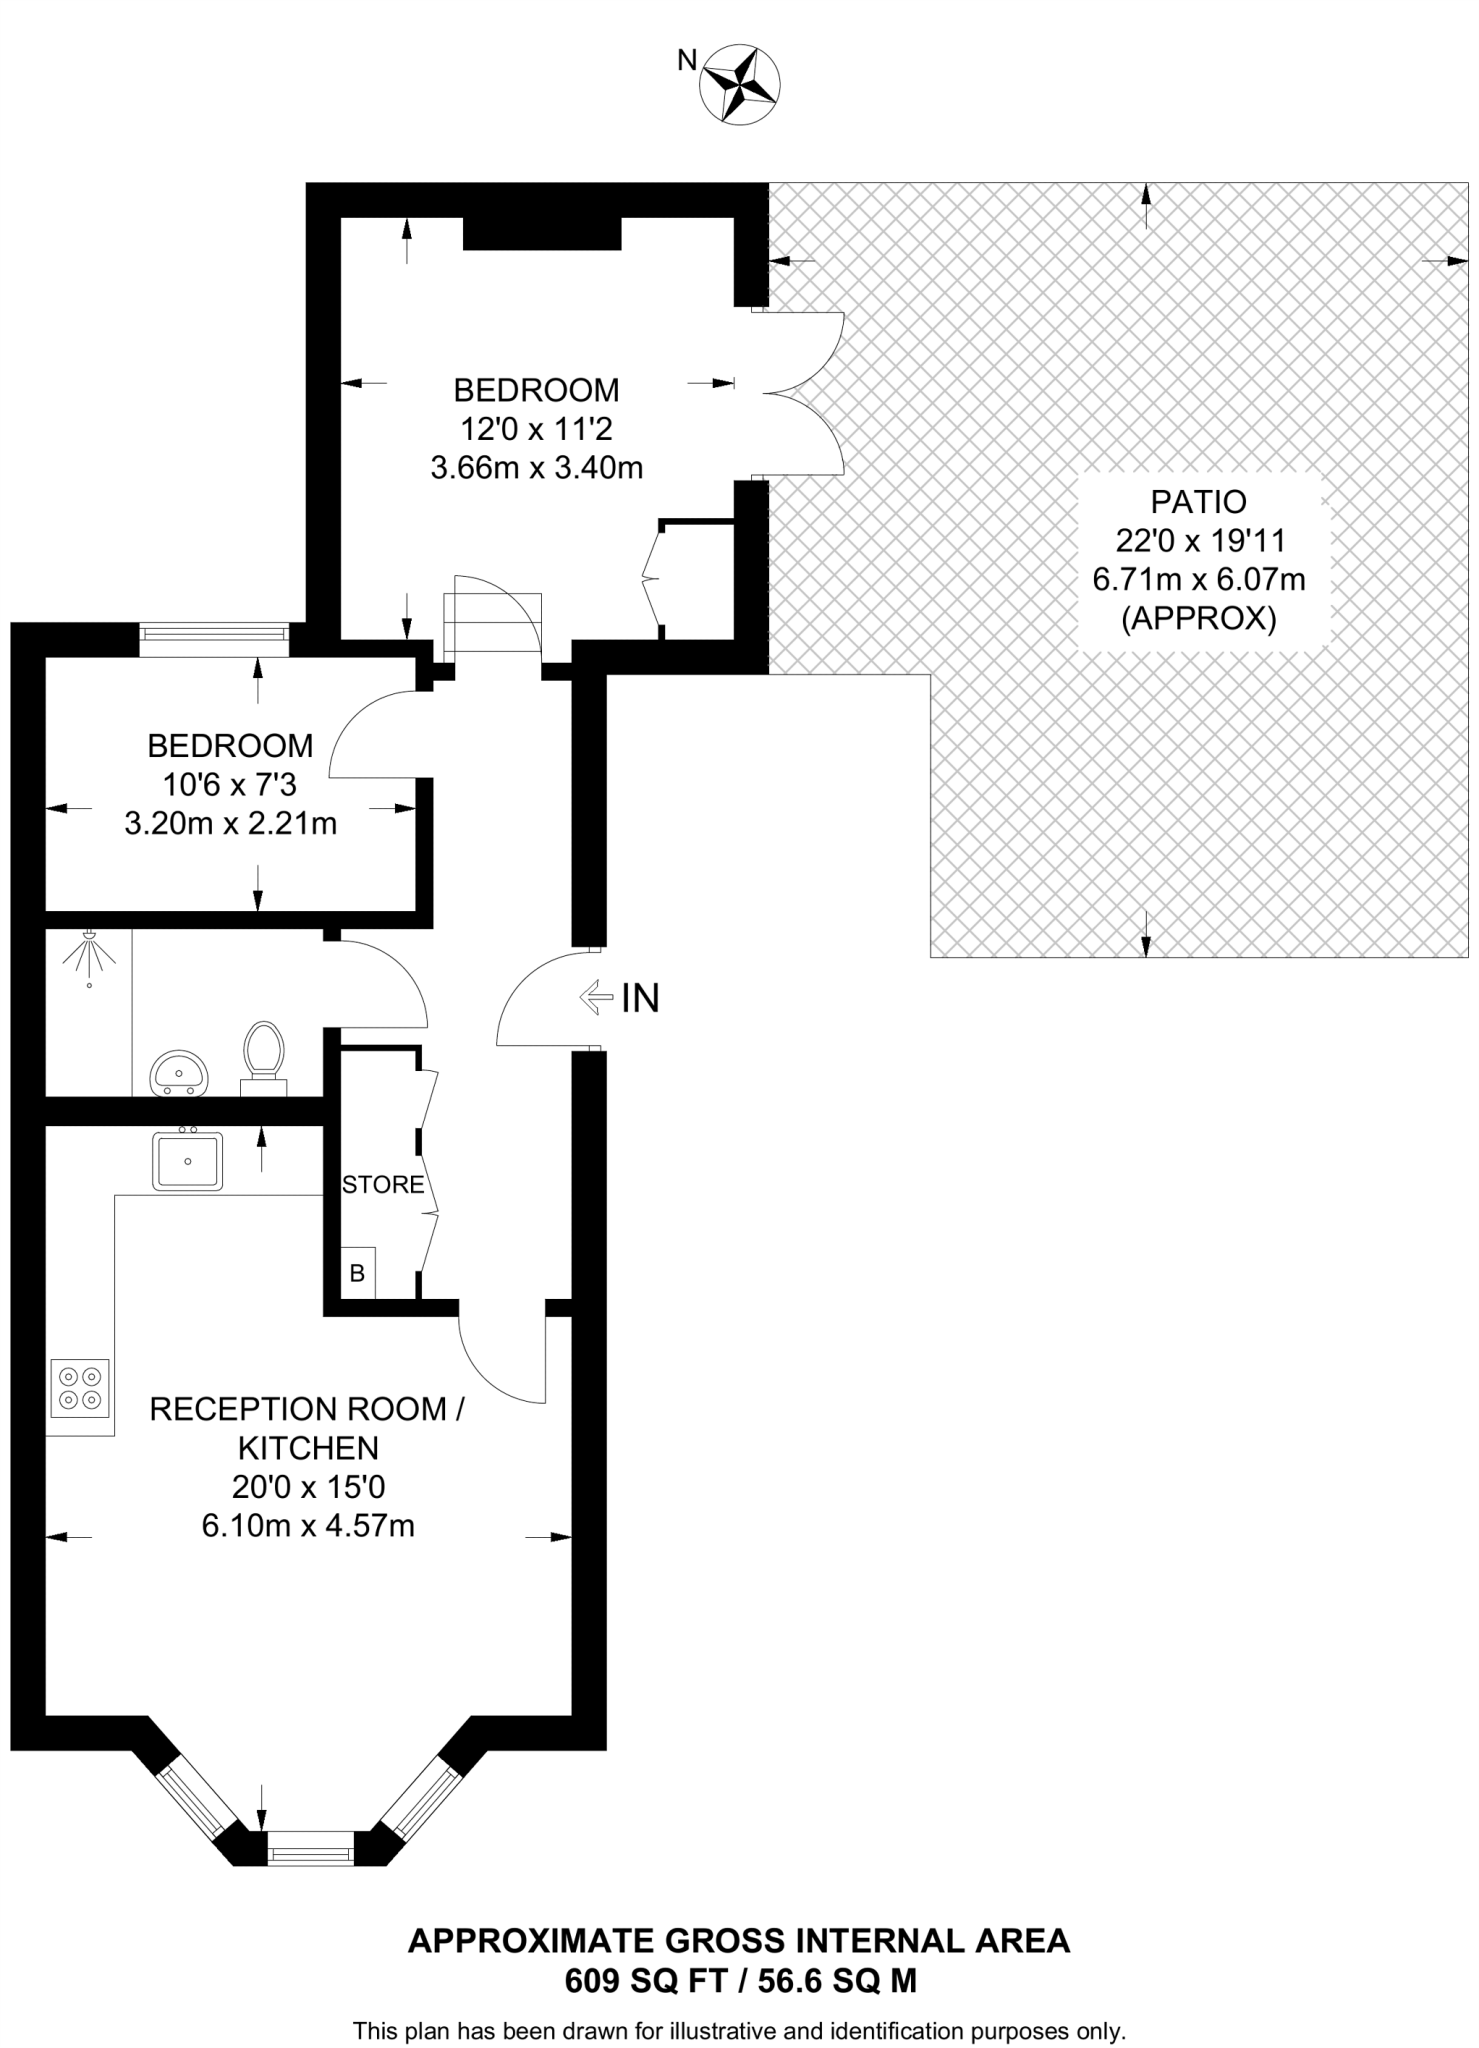 N
BEDROOM
12'0 x 11'2
3.66m x 3.40m
PATIO
22'0 x 19'11
6.71m x 6.07m
(APPROX)
BEDROOM
10'6 x 7'3
3.20m x 2.21m
IN
STORE
B
RECEPTION ROOM /
KITCHEN
20'0 x 15'0
6.10m x 4.57m
APPROXIMATE GROSS INTERNAL AREA
609 SQ FT / 56.6 SQ M
This plan has been drawn for illustrative and identification purposes only.